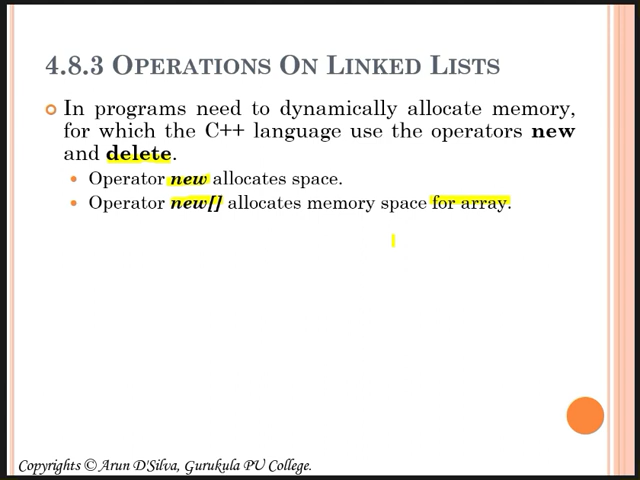 4.8.3 OPERATIONS ON LINKED LISTS
In programs need to dynamically allocate memory,
for which the C++ language use the operators new
and delete.
Operator new allocates space.
Operator new[] allocates memory space for array.
Copyrights © Arun D'Silva, Gurukula PU College.